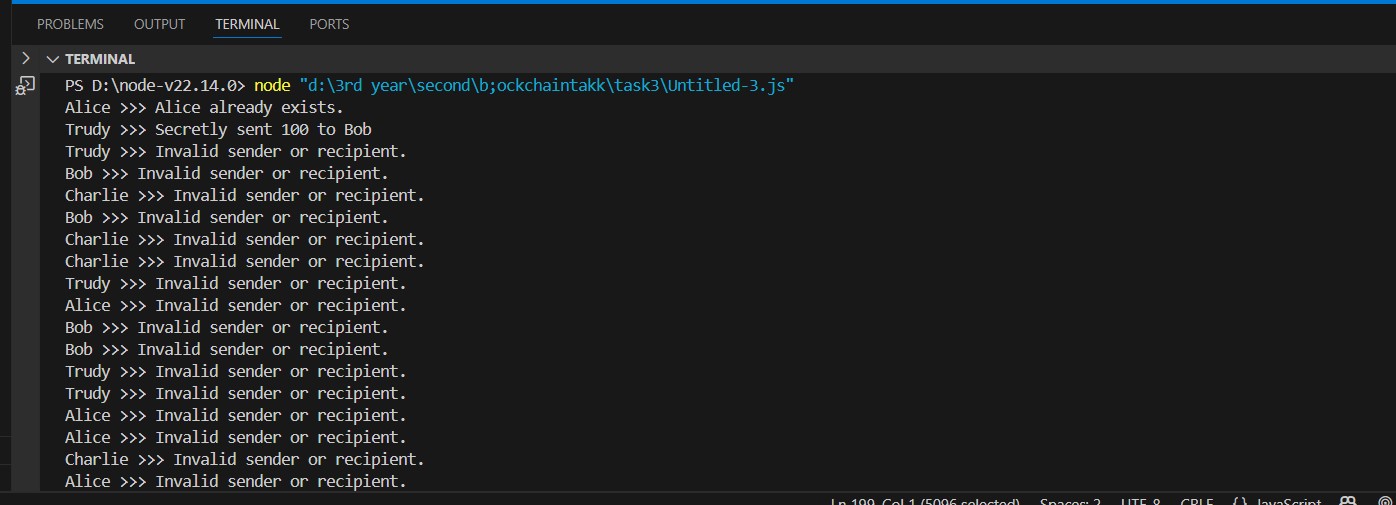 PROBLEMS OUTPUT TERMINAL PORTS
TERMINAL
PS D:\node-v22.14.0> node "d:\3rd year\second\b;ockchaintakk\task3\Untitled-3.js"
Alice >>> Alice already exists.
Trudy >>> Secretly sent 100 to Bob
Trudy >>> Invalid sender or recipient.
Bob >>> Invalid sender or recipient.
Charlie >>> Invalid sender or recipient.
Bob >>> Invalid sender or recipient.
Charlie >>> Invalid sender or recipient.
Charlie >>> Invalid sender or recipient.
Trudy >>> Invalid sender or recipient.
Alice >>> Invalid sender or recipient.
Bob >>> Invalid sender or recipient.
Bob >>> Invalid sender or recipient.
Trudy >>> Invalid sender or recipient.
Trudy >>> Invalid sender or recipient.
Alice >>> Invalid sender or recipient.
Alice >>> Invalid sender or recipient.
Charlie >>> Invalid sender or recipient.
Alice >>> Invalid sender or recipient.
Ln 199, Col 1 (5096 selected) Spaces: 2 UTF-8 CRLF {} JavaScript